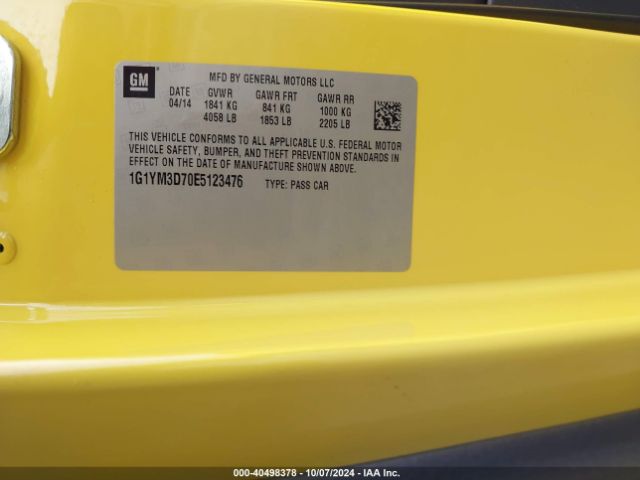 GM
MFD BY GENERAL MOTORS LLC
DATE GVWR GAWR FRT GAWR RR
04/14 1841 KG 841 KG 1000 KG
4058 LB 1853 LB 2205 LB
THIS VEHICLE CONFORMS TO ALL APPLICABLE U.S. FEDERAL MOTOR
VEHICLE SAFETY, BUMPER, AND THEFT PREVENTION STANDARDS IN
EFFECT ON THE DATE OF MANUFACTURE SHOWN ABOVE.
1G1YM3D70E5123476 TYPE: PASS CAR
000-40498378 - 10/07/2024 - IAA Inc.